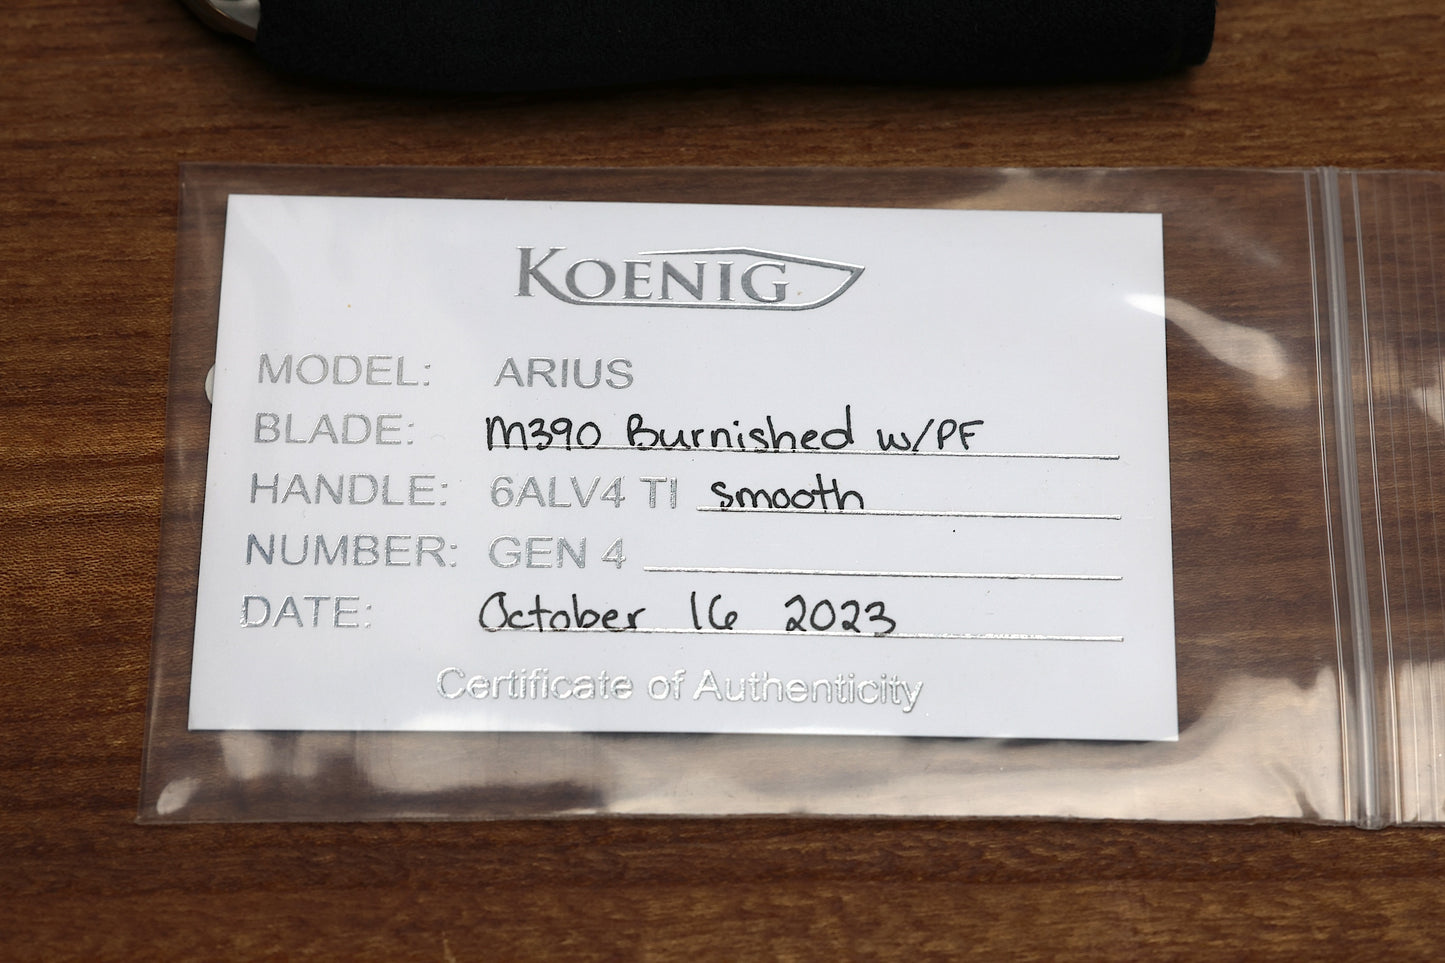 KOENIG
MODEL: ARIUS
BLADE: M390 Burnished w/PF
HANDLE: 6ALV4 TI smooth
NUMBER: GEN 4
DATE: October 16 2023
Certificate of Authenticity